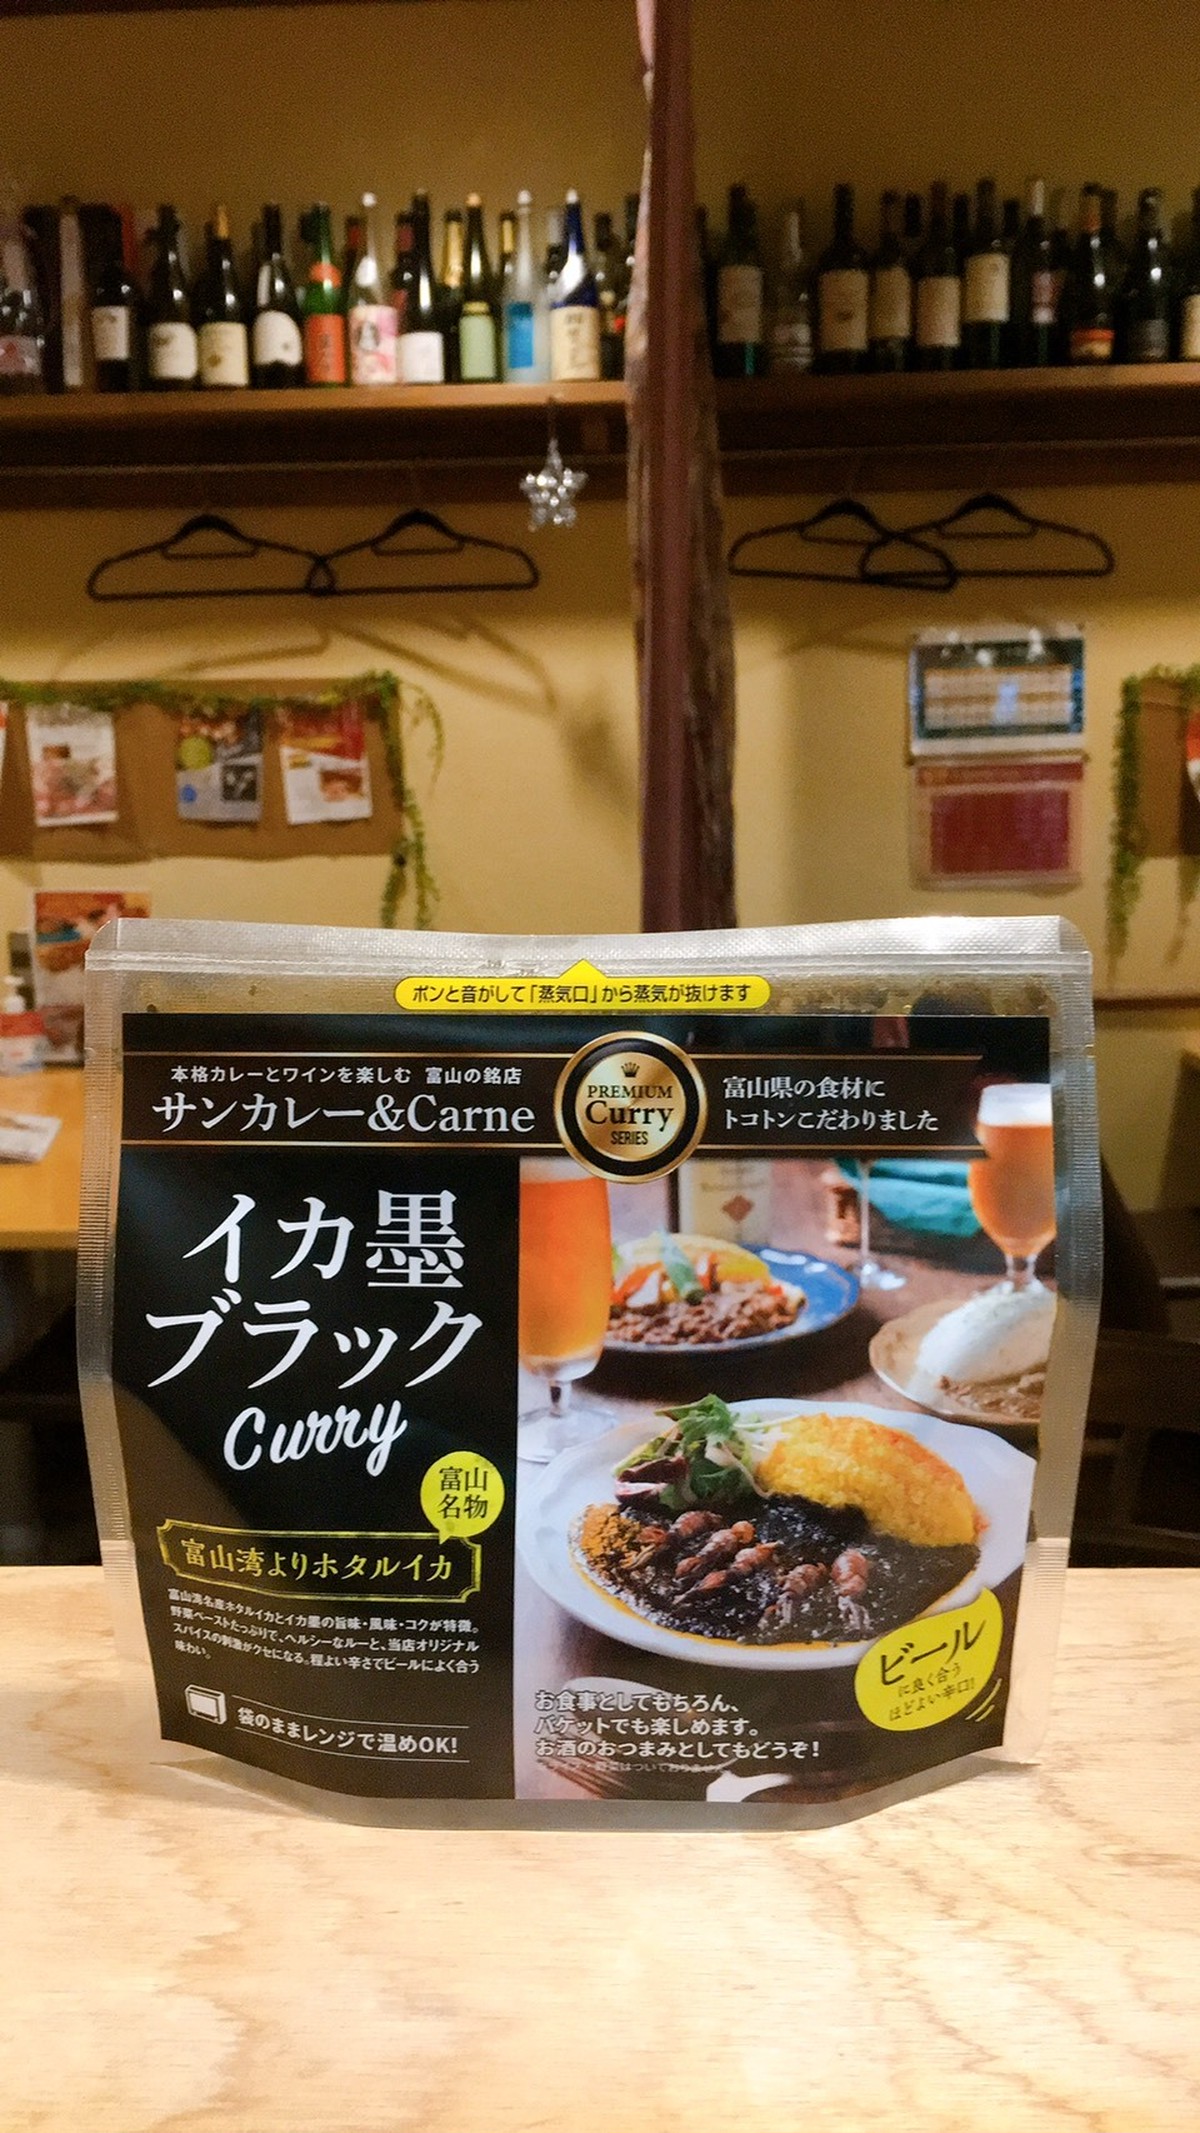 ポンと音がして「蒸気口」から蒸気が抜けます
本格カレーとワインを楽しむ 富山の銘店
サンカレー&Carne
PREMIUM
Curry
SERIES
富山県の食材に
トコトンこだわりました
イカ墨
ブラック
Curry
富山
名物
富山湾よりホタルイカ
富山湾名産ホタルイカとイカ墨の旨味・風味・コクが特徴。
野菜ペーストたっぷりで、ヘルシーなルーと、当店オリジナル
スパイスの刺激がクセになる。程よい辛さでビールによく合う
味わい。
袋のままレンジで温めOK!
お食事としてもちろん、
バケットでも楽しめます。
お酒のおつまみとしてもどうぞ!
ビール
に良く合う
ほどよい辛口!